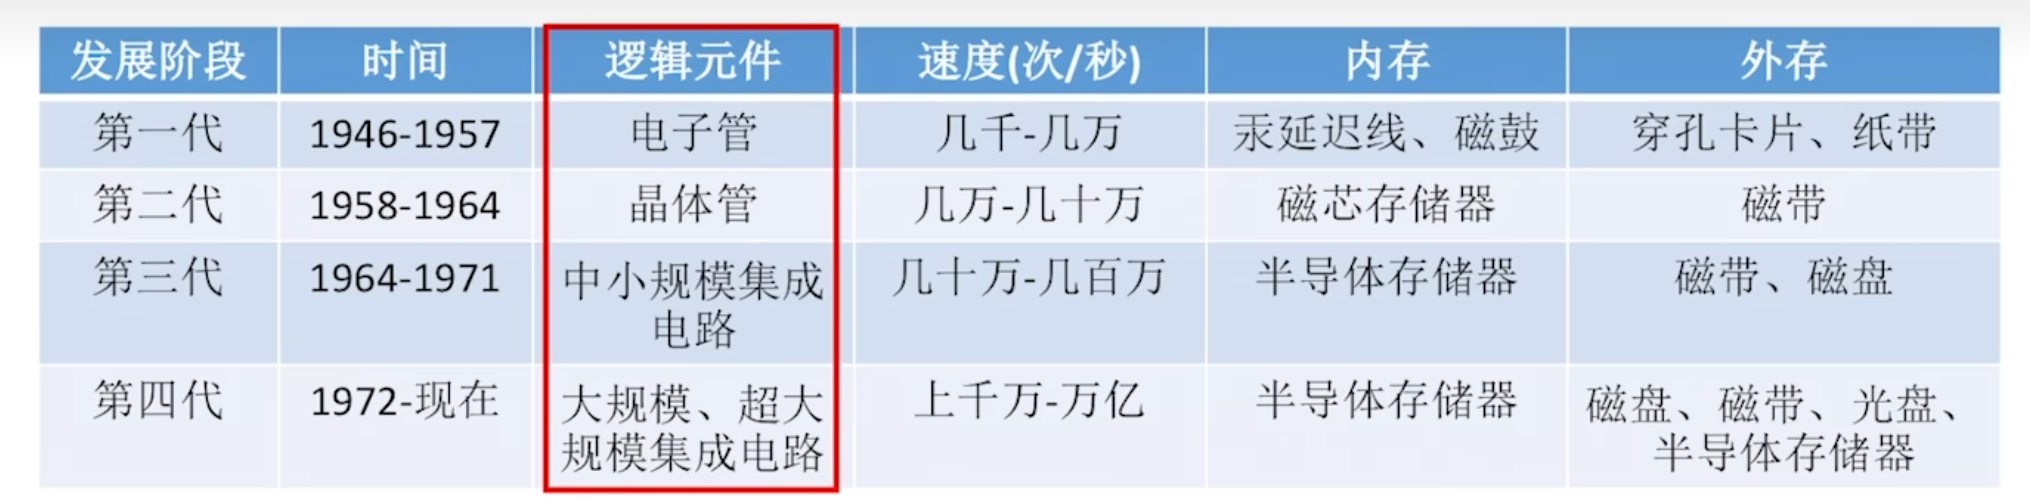 发展阶段 时间 逻辑元件 速度(次/秒) 内存 外存
第一代 1946-1957 电子管 几千-几万 汞延迟线、磁鼓 穿孔卡片、纸带
第二代 1958-1964 晶体管 几万-几十万 磁芯存储器 磁带
第三代 1964-1971 中小规模集成 几十万-几百万 半导体存储器 磁带、磁盘
电路
第四代 1972-现在 大规模、超大 上千万-万亿 半导体存储器 磁盘、磁带、光盘、
规模集成电路 半导体存储器